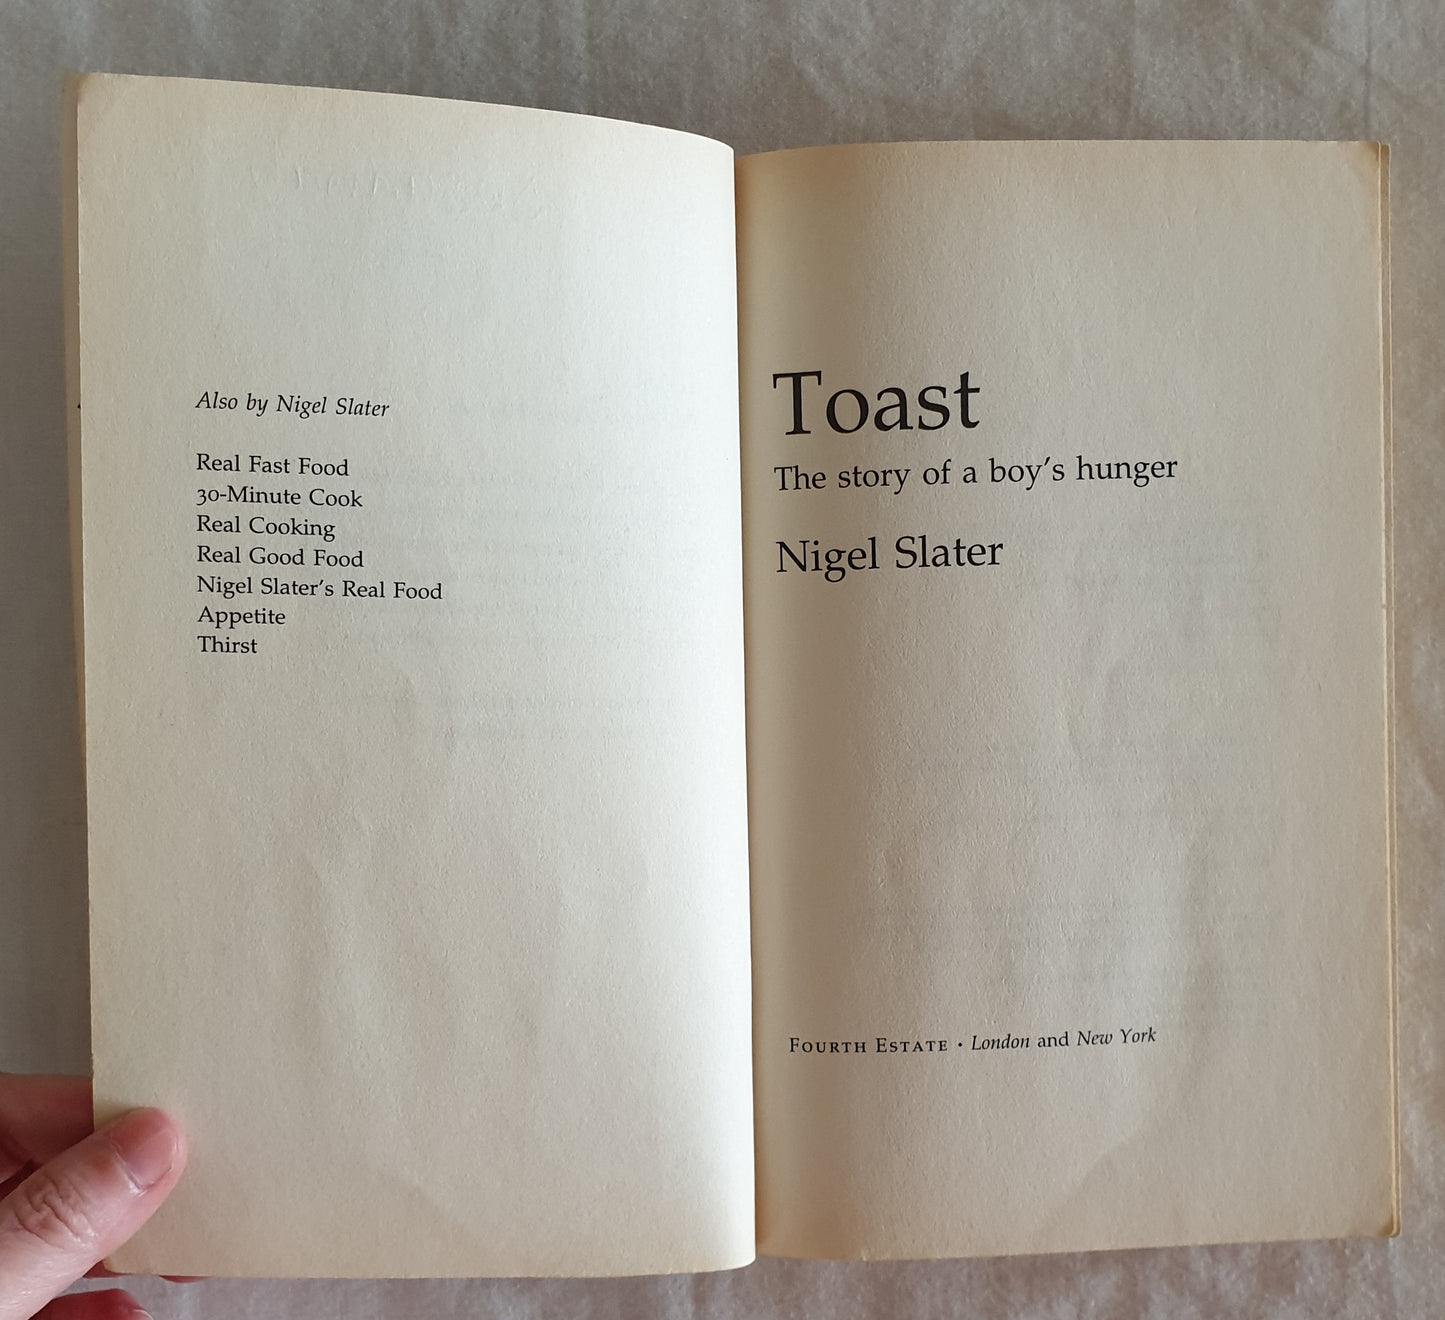 Also by Nigel Slater
Real Fast Food
30-Minute Cook
Real Cooking
Real Good Food
Nigel Slater's Real Food
Appetite
Thirst
Toast
The story of a boy's hunger
Nigel Slater
FOURTH ESTATE • London and New York